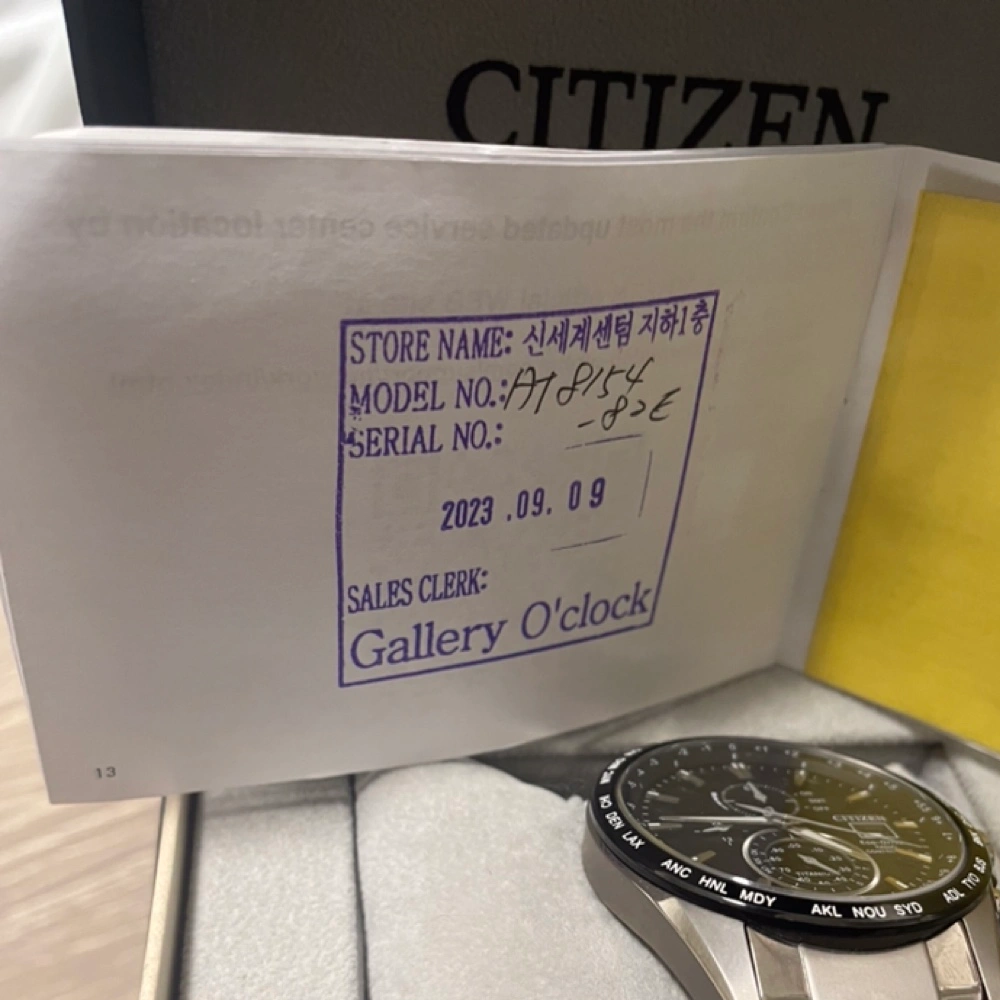 CITIZEN
STORE NAME: 신세계센텀 지하1층
MODEL NO.: AT8154
-82E
SERIAL NO.:
2023 .09. 09
SALES CLERK:
Gallery O'clock
13
CITIZEN
DEN LAX
ANC HNL MDY
AKL NOU SYD
ADL TYO BJS